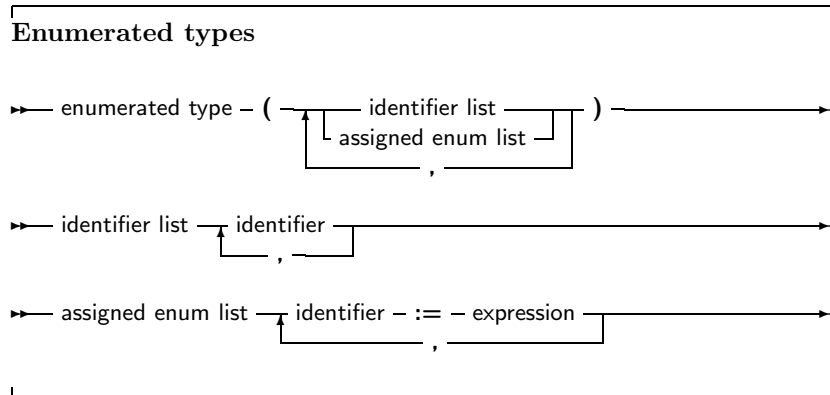 Enumerated types
enumerated type ( identifier list )
assigned enum list
,
identifier list identifier
,
assigned enum list identifier := expression
,